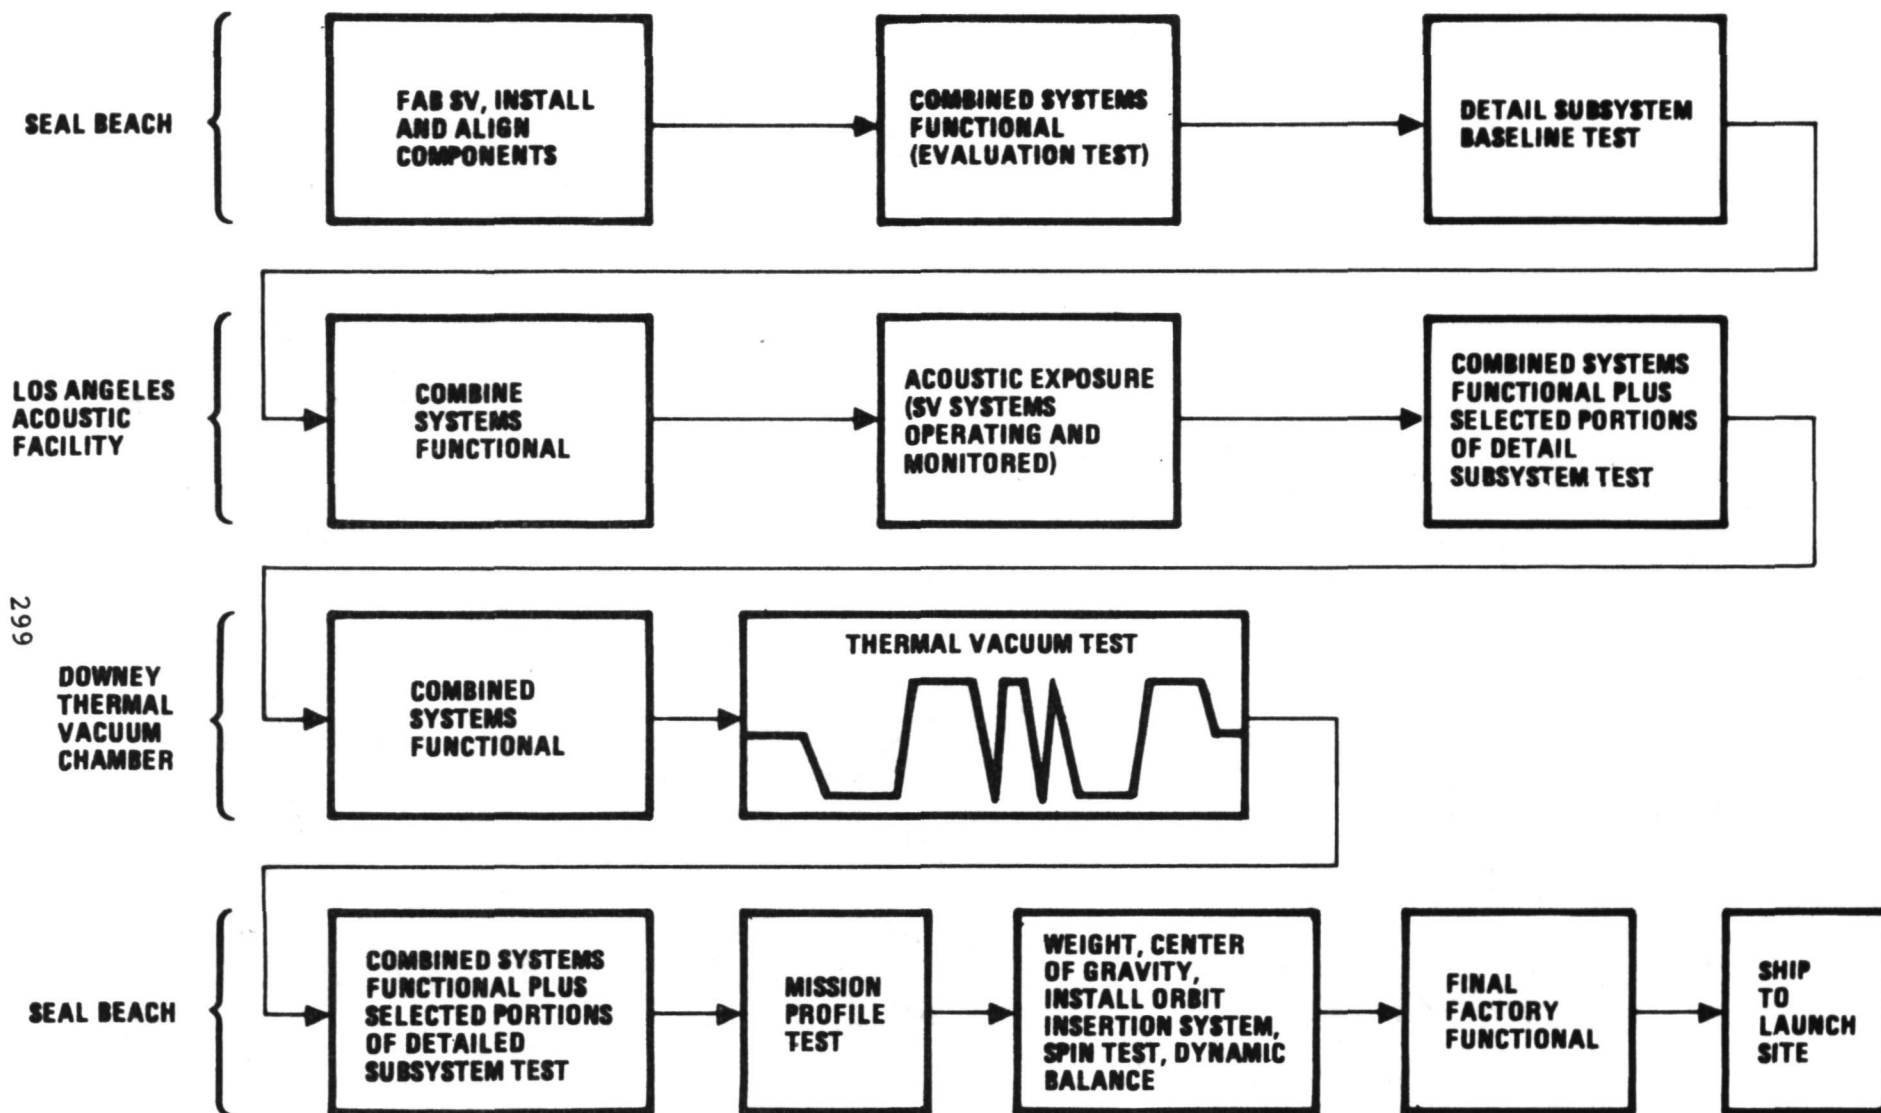 SEAL BEACH
FAB SV, INSTALL
AND ALIGN
COMPONENTS
COMBINED SYSTEMS
FUNCTIONAL
(EVALUATION TEST)
DETAIL SUBSYSTEM
BASELINE TEST
LOS ANGELES
ACOUSTIC
FACILITY
COMBINE
SYSTEMS
FUNCTIONAL
ACOUSTIC EXPOSURE
(SV SYSTEMS
OPERATING AND
MONITORED)
COMBINED SYSTEMS
FUNCTIONAL PLUS
SELECTED PORTIONS
OF DETAIL
SUBSYSTEM TEST
299
DOWNEY
THERMAL
VACUUM
CHAMBER
COMBINED
SYSTEMS
FUNCTIONAL
THERMAL VACUUM TEST
SEAL BEACH
COMBINED SYSTEMS
FUNCTIONAL PLUS
SELECTED PORTIONS
OF DETAILED
SUBSYSTEM TEST
MISSION
PROFILE
TEST
WEIGHT, CENTER
OF GRAVITY,
INSTALL ORBIT
INSERTION SYSTEM,
SPIN TEST, DYNAMIC
BALANCE
FINAL
FACTORY
FUNCTIONAL
SHIP
TO
LAUNCH
SITE